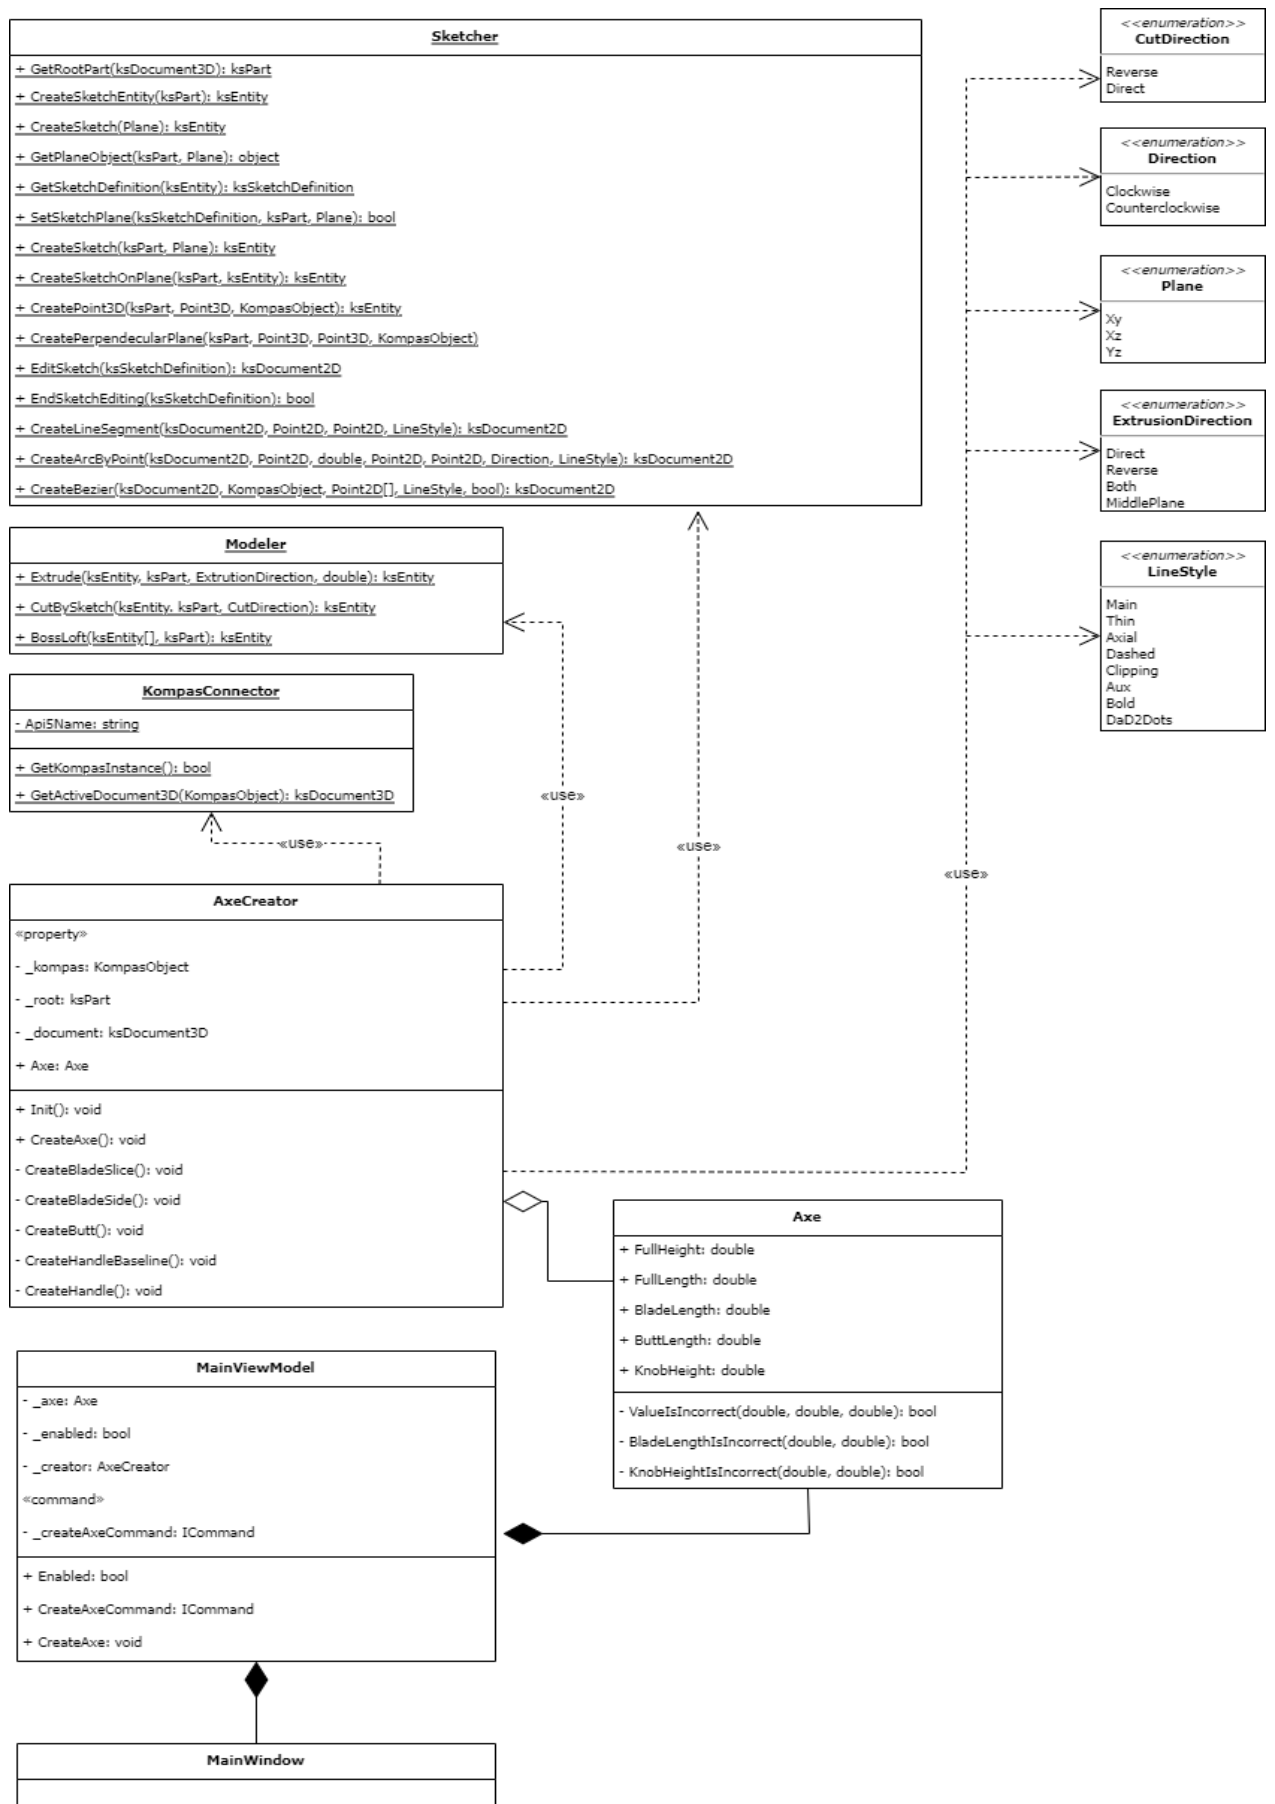 Sketcher
+ GetRootPart(ksDocument3D): ksPart
+ CreateSketchEntity(ksPart): ksEntity
+ CreateSketch(Plane): ksEntity
+ GetPlaneObject(ksPart, Plane): object
+ GetSketchDefinition(ksEntity): ksSketchDefinition
+ SetSketchPlane(ksSketchDefinition, ksPart, Plane): bool
+ CreateSketch(ksPart, Plane): ksEntity
+ CreateSketchOnPlane(ksPart, ksEntity): ksEntity
+ CreatePoint3D(ksPart, Point3D, KompasObject): ksEntity
+ CreatePerpendecularPlane(ksPart, Point3D, Point3D, KompasObject)
+ EditSketch(ksSketchDefinition): ksDocument2D
+ EndSketchEditing(ksSketchDefinition): bool
+ CreateLineSegment(ksDocument2D, Point2D, Point2D, LineStyle): ksDocument2D
+ CreateArcByPoint(ksDocument2D, Point2D, double, Point2D, Point2D, Direction, LineStyle): ksDocument2D
+ CreateBezier(ksDocument2D, KompasObject, Point2D[], LineStyle, bool): ksDocument2D
<<enumeration>>
CutDirection
Reverse
Direct
<<enumeration>>
Direction
Clockwise
Counterclockwise
<<enumeration>>
Plane
Xy
Xz
Yz
<<enumeration>>
ExtrusionDirection
Direct
Reverse
Both
MiddlePlane
<<enumeration>>
LineStyle
Main
Thin
Axial
Dashed
Clipping
Aux
Bold
DaD2Dots
Modeler
+ Extrude(ksEntity, ksPart, ExtrutionDirection, double): ksEntity
+ CutBySketch(ksEntity. ksPart, CutDirection): ksEntity
+ BossLoft(ksEntity[], ksPart): ksEntity
KompasConnector
- Api5Name: string
+ GetKompasInstance(): bool
+ GetActiveDocument3D(KompasObject): ksDocument3D
«use»
«use»
«use»
«use»
AxeCreator
«property»
- _kompas: KompasObject
- _root: ksPart
- _document: ksDocument3D
+ Axe: Axe
+ Init(): void
+ CreateAxe(): void
- CreateBladeSlice(): void
- CreateBladeSide(): void
- CreateButt(): void
- CreateHandleBaseline(): void
- CreateHandle(): void
Axe
+ FullHeight: double
+ FullLength: double
+ BladeLength: double
+ ButtLength: double
+ KnobHeight: double
- ValueIsIncorrect(double, double, double): bool
- BladeLengthIsIncorrect(double, double): bool
- KnobHeightIsIncorrect(double, double): bool
MainViewModel
- _axe: Axe
- _enabled: bool
- _creator: AxeCreator
«command»
- _createAxeCommand: ICommand
+ Enabled: bool
+ CreateAxeCommand: ICommand
+ CreateAxe: void
MainWindow